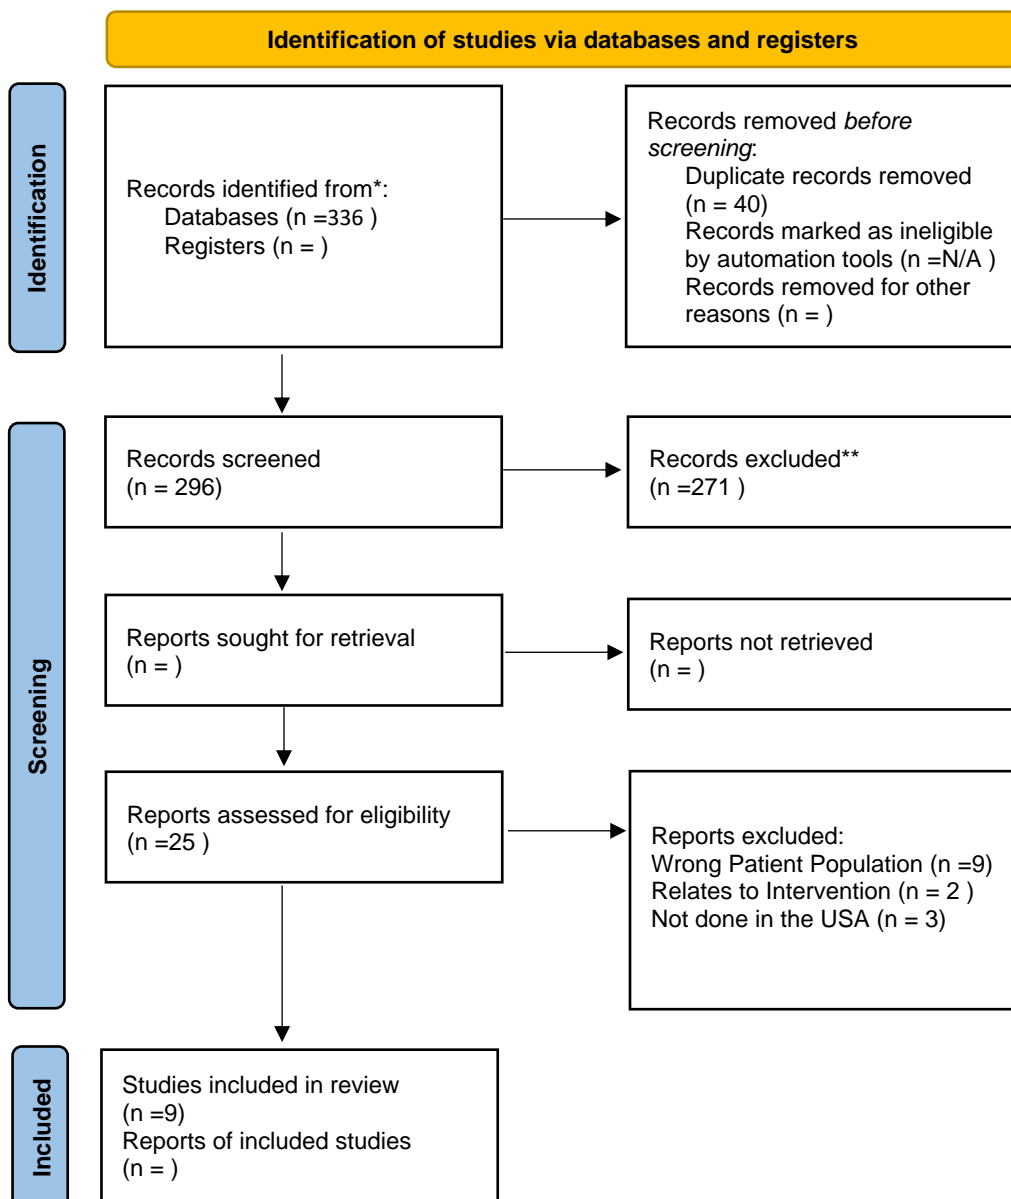 Identification of studies via databases and registers
Identification
Records identified from*:
Databases (n =336 )
Registers (n = )
Records removed before
screening:
Duplicate records removed
(n = 40)
Records marked as ineligible
by automation tools (n =N/A )
Records removed for other
reasons (n = )
Screening
Records screened
(n = 296)
Records excluded**
(n =271 )
Reports sought for retrieval
(n = )
Reports not retrieved
(n = )
Reports assessed for eligibility
(n =25 )
Reports excluded:
Wrong Patient Population (n =9)
Relates to Intervention (n = 2 )
Not done in the USA (n = 3)
Included
Studies included in review
(n =9)
Reports of included studies
(n = )